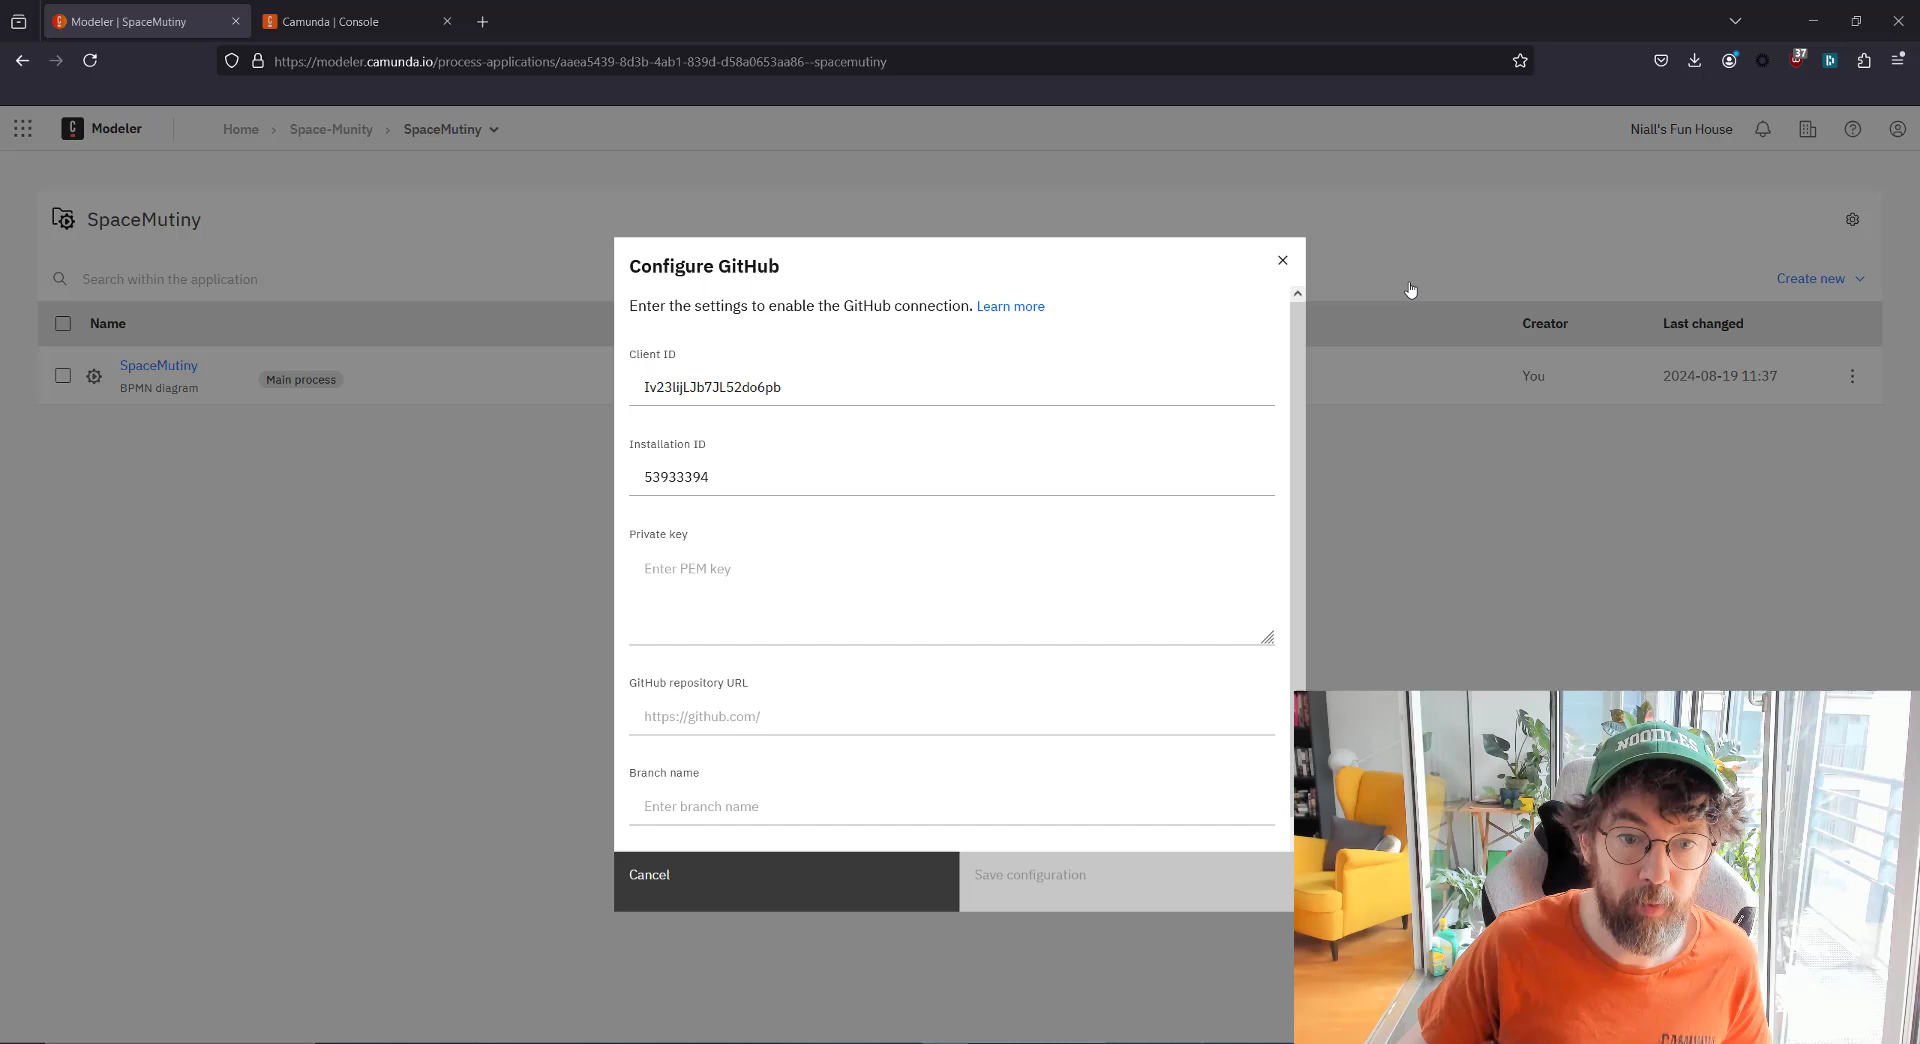 Modeler | SpaceMutiny
Camunda | Console
https://modeler.camunda.io/process-applications/aaea5439-8d3b-4ab1-839d-d58a0653aa86--spacemutiny
37
Modeler
Home
Space-Munity
SpaceMutiny
Niall's Fun House
SpaceMutiny
Search within the application
Create new
Name
Creator
Last changed
SpaceMutiny
BPMN diagram
Main process
You
2024-08-19 11:37
Configure GitHub
Enter the settings to enable the GitHub connection. Learn more
Client ID
Iv23lijLJb7JL52do6pb
Installation ID
53933394
Private key
Enter PEM key
GitHub repository URL
https://github.com/
Branch name
Enter branch name
Cancel
Save configuration
NOODLES
CAMUNDA